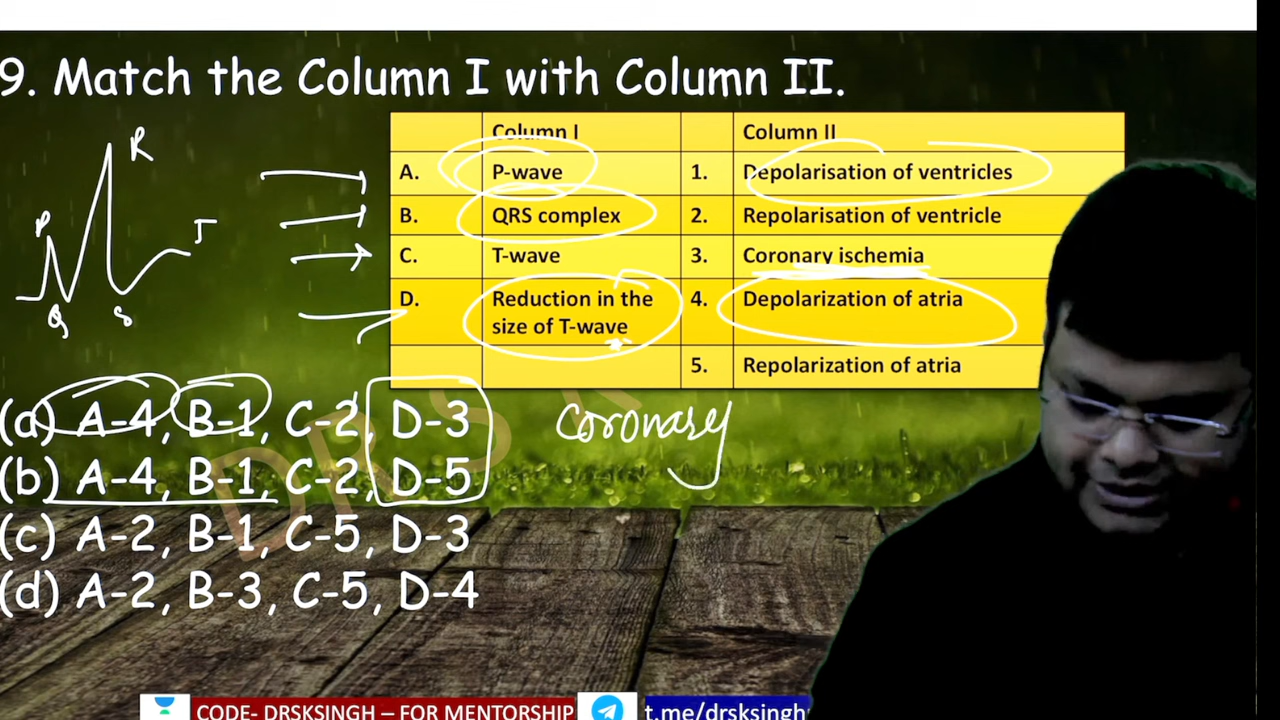 9. Match the Column I with Column II.
Column I Column II
A. P-wave 1. Depolarisation of ventricles
B. QRS complex 2. Repolarisation of ventricle
C. T-wave 3. Coronary ischemia
D. Reduction in the size of T-wave 4. Depolarization of atria
5. Repolarization of atria
R
P
T
Q S
(a) A-4, B-1, C-2, D-3
(b) A-4, B-1, C-2, D-5
(c) A-2, B-1, C-5, D-3
(d) A-2, B-3, C-5, D-4
Coronary
CODE- DRSKSINGH – FOR MENTORSHIP
t.me/drsksingh